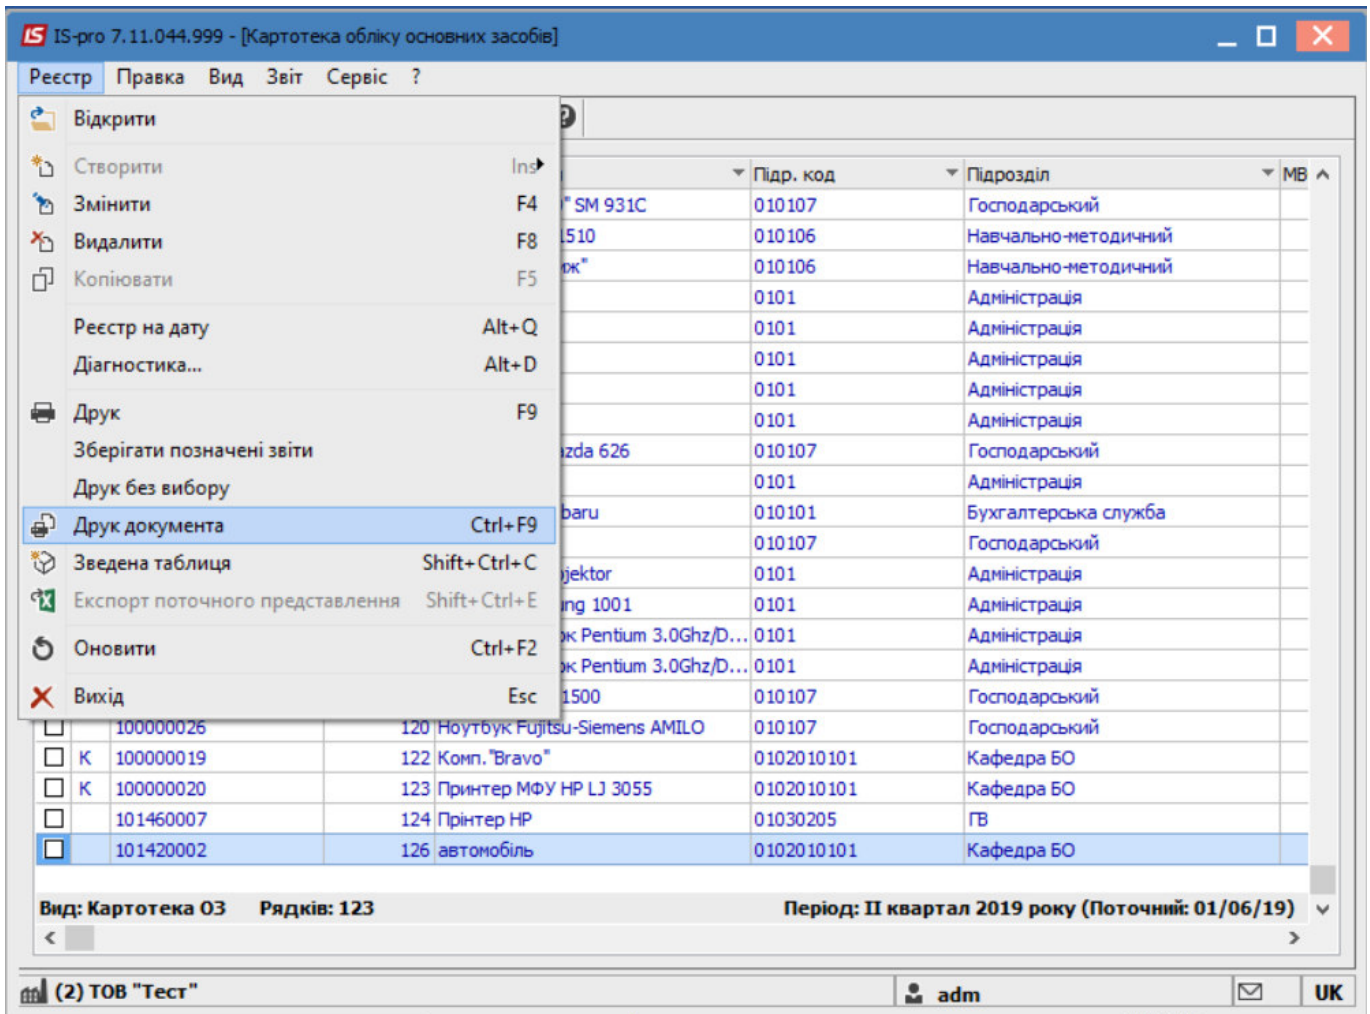 IS-pro 7.11.044.999 - [Картотека обліку основних засобів]
Реєстр Правка Вид Звіт Сервіс ?
Відкрити
Створити Ins
Змінити F4
Видалити F8
Копіювати F5
Реєстр на дату Alt+Q
Діагностика... Alt+D
Друк F9
Зберігати позначені звіти
Друк без вибору
Друк документа Ctrl+F9
Зведена таблиця Shift+Ctrl+C
Експорт поточного представлення Shift+Ctrl+E
Оновити Ctrl+F2
Вихід Esc
Підр. код Підрозділ МВ
" SM 931C 010107 Господарський
1510 010106 Навчально-методичний
иж" 010106 Навчально-методичний
0101 Адміністрація
0101 Адміністрація
0101 Адміністрація
0101 Адміністрація
0101 Адміністрація
azda 626 010107 Господарський
0101 Адміністрація
baru 010101 Бухгалтерська служба
010107 Господарський
ojektor 0101 Адміністрація
ung 1001 0101 Адміністрація
ок Pentium 3.0Ghz/D... 0101 Адміністрація
ок Pentium 3.0Ghz/D... 0101 Адміністрація
1500 010107 Господарський
100000026 120 Ноутбук Fujitsu-Siemens AMILO 010107 Господарський
К 100000019 122 Комп."Bravo" 0102010101 Кафедра БО
К 100000020 123 Принтер МФУ HP LJ 3055 0102010101 Кафедра БО
101460007 124 Прінтер HP 01030205 ГВ
101420002 126 автомобіль 0102010101 Кафедра БО
Вид: Картотека ОЗ Рядків: 123 Період: II квартал 2019 року (Поточний: 01/06/19)
(2) ТОВ "Тест" adm UK